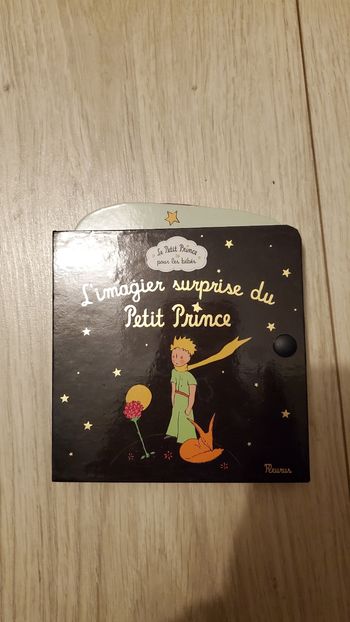 Le Petit Prince
pour les bébés
L'imagier surprise du
Petit Prince
Fleurus